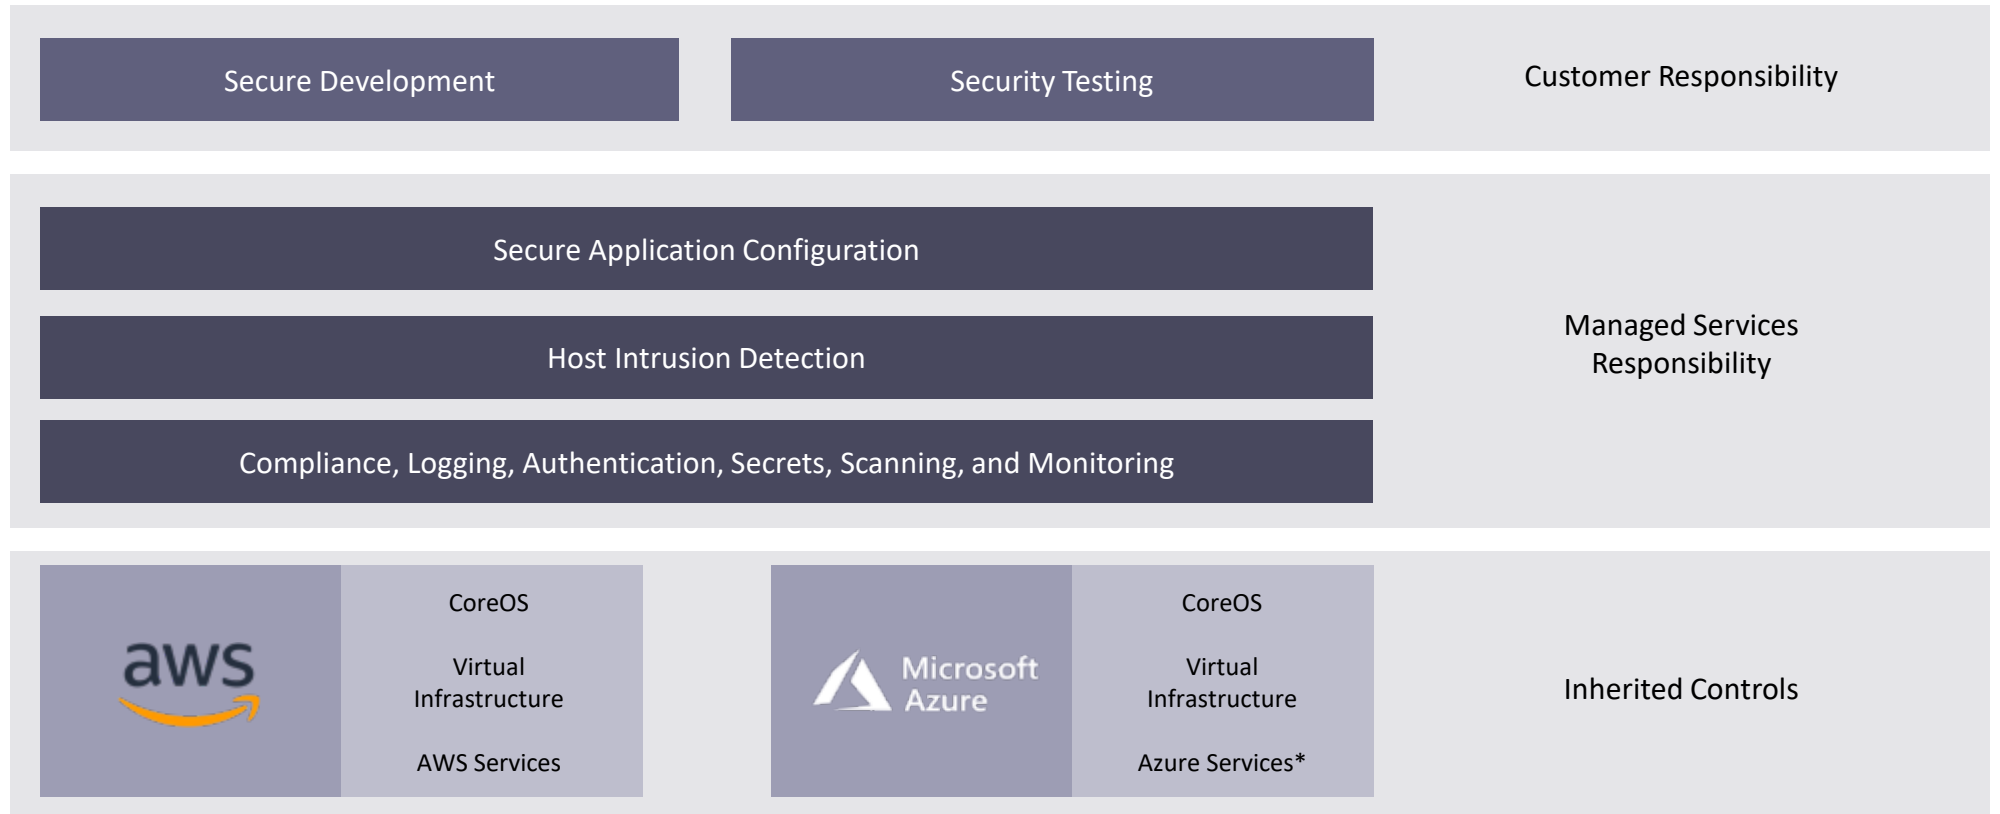 Secure Development
Security Testing
Customer Responsibility
Secure Application Configuration
Host Intrusion Detection
Compliance, Logging, Authentication, Secrets, Scanning, and Monitoring
Managed Services
Responsibility
aws
CoreOS
Virtual
Infrastructure
AWS Services
Microsoft
Azure
CoreOS
Virtual
Infrastructure
Azure Services*
Inherited Controls